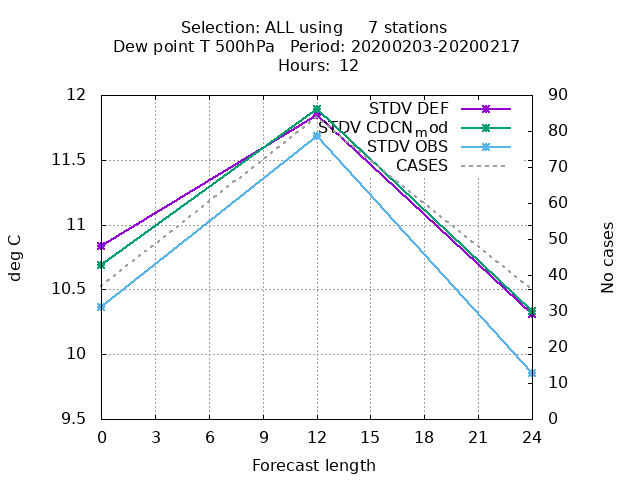 Selection: ALL using     7 stations
Dew point T 500hPa   Period: 20200203-20200217
Hours:  12
STDV DEF
STDV CDCN_mod
STDV OBS
CASES
12
11.5
11
10.5
10
9.5
deg C
90
80
70
60
50
40
30
20
10
0
No cases
0 3 6 9 12 15 18 21 24
Forecast length